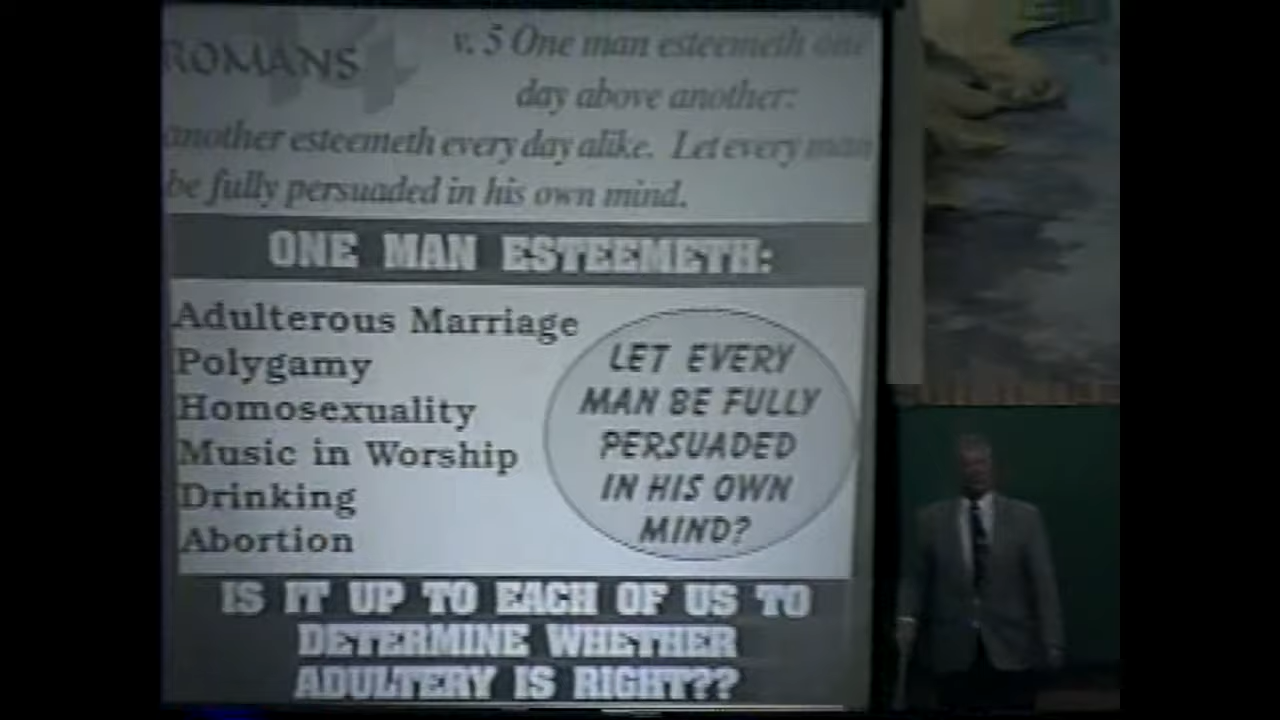 ROMANS 14
v. 5 One man esteemeth one
day above another:
another esteemeth every day alike. Let every man
be fully persuaded in his own mind.
ONE MAN ESTEEMETH:
Adulterous Marriage
Polygamy
Homosexuality
Music in Worship
Drinking
Abortion
LET EVERY
MAN BE FULLY
PERSUADED
IN HIS OWN
MIND?
IS IT UP TO EACH OF US TO
DETERMINE WHETHER
ADULTERY IS RIGHT??